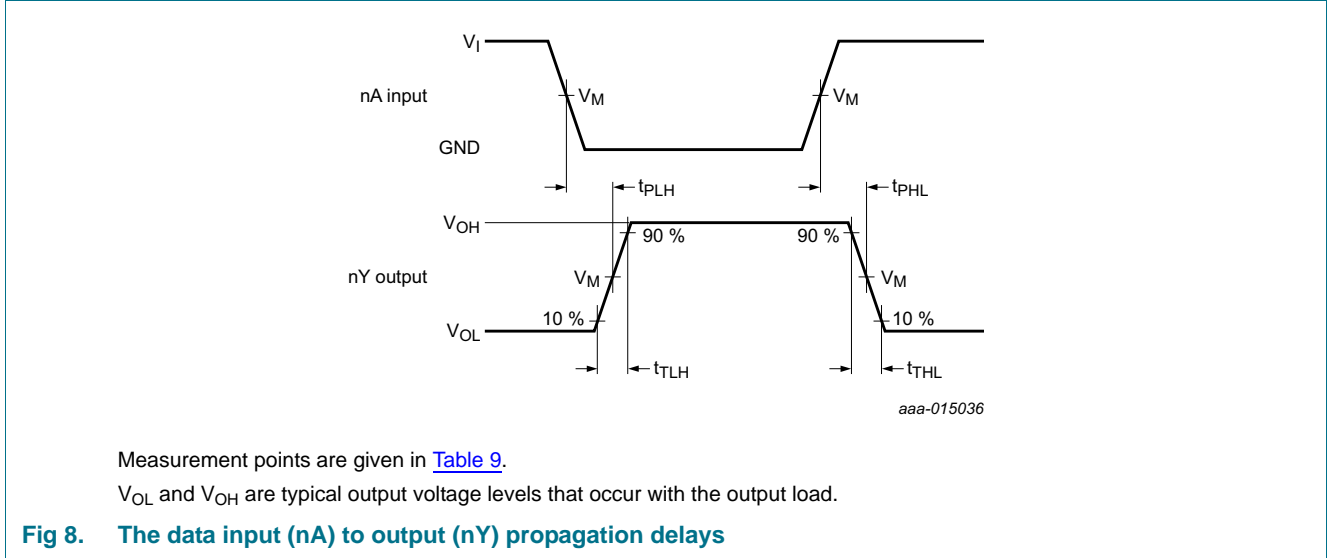 VI
nA input
VM
VM
GND
tPLH
tPHL
VOH
90 %
90 %
nY output
VM
VM
10 %
10 %
VOL
tTLH
tTHL
aaa-015036
Measurement points are given in Table 9.
VOL and VOH are typical output voltage levels that occur with the output load.
Fig 8. The data input (nA) to output (nY) propagation delays